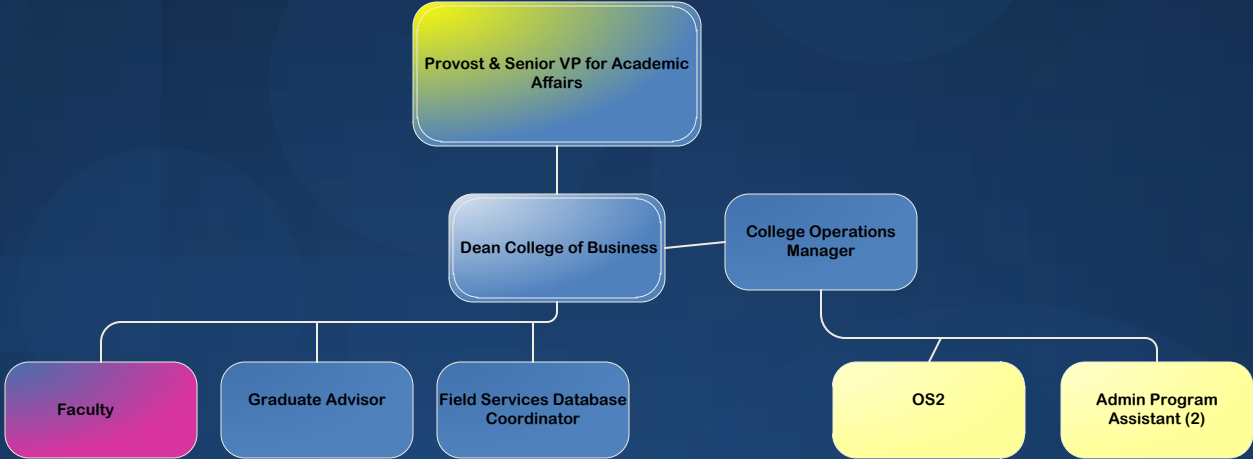 Provost & Senior VP for Academic
Affairs
Dean College of Business
College Operations
Manager
Faculty
Graduate Advisor
Field Services Database
Coordinator
OS2
Admin Program
Assistant (2)